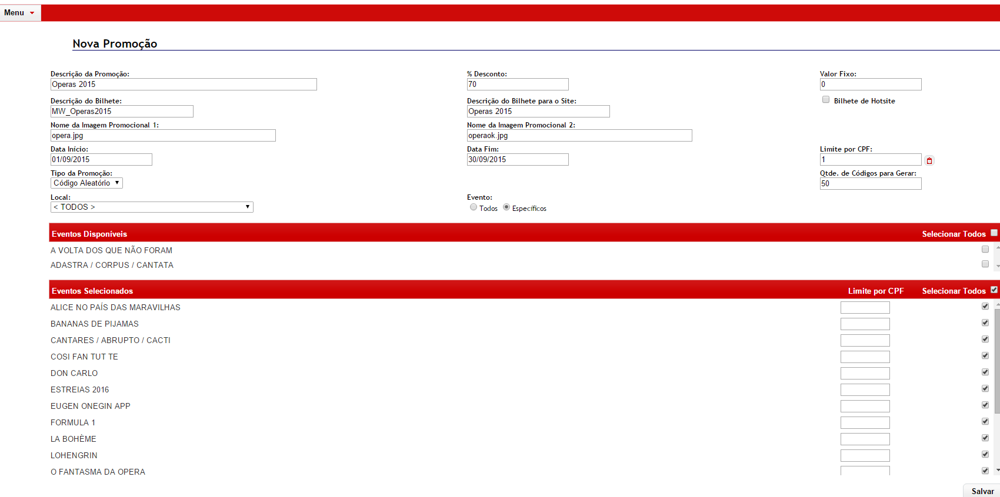 Menu
Nova Promoção
Descrição da Promoção: % Desconto: Valor Fixo:
Operas 2015 70 0
Descrição do Bilhete: Descrição do Bilhete para o Site: Bilhete de Hotsite
MW_Operas2015 Operas 2015
Nome da Imagem Promocional 1: Nome da Imagem Promocional 2:
opera.jpg operaok.jpg
Data Início: Data Fim: Limite por CPF:
01/09/2015 30/09/2015 1
Tipo da Promoção: Qtde. de Códigos para Gerar:
Código Aleatório 50
Local: Evento:
< TODOS > Todos Específicos
Eventos Disponíveis Selecionar Todos
A VOLTA DOS QUE NÃO FORAM
ADASTRA / CORPUS / CANTATA
Eventos Selecionados Limite por CPF Selecionar Todos
ALICE NO PAÍS DAS MARAVILHAS
BANANAS DE PIJAMAS
CANTARES / ABRUPTO / CACTI
COSI FAN TUT TE
DON CARLO
ESTREIAS 2016
EUGEN ONEGIN APP
FORMULA 1
LA BOHÈME
LOHENGRIN
O FANTASMA DA OPERA
Salvar